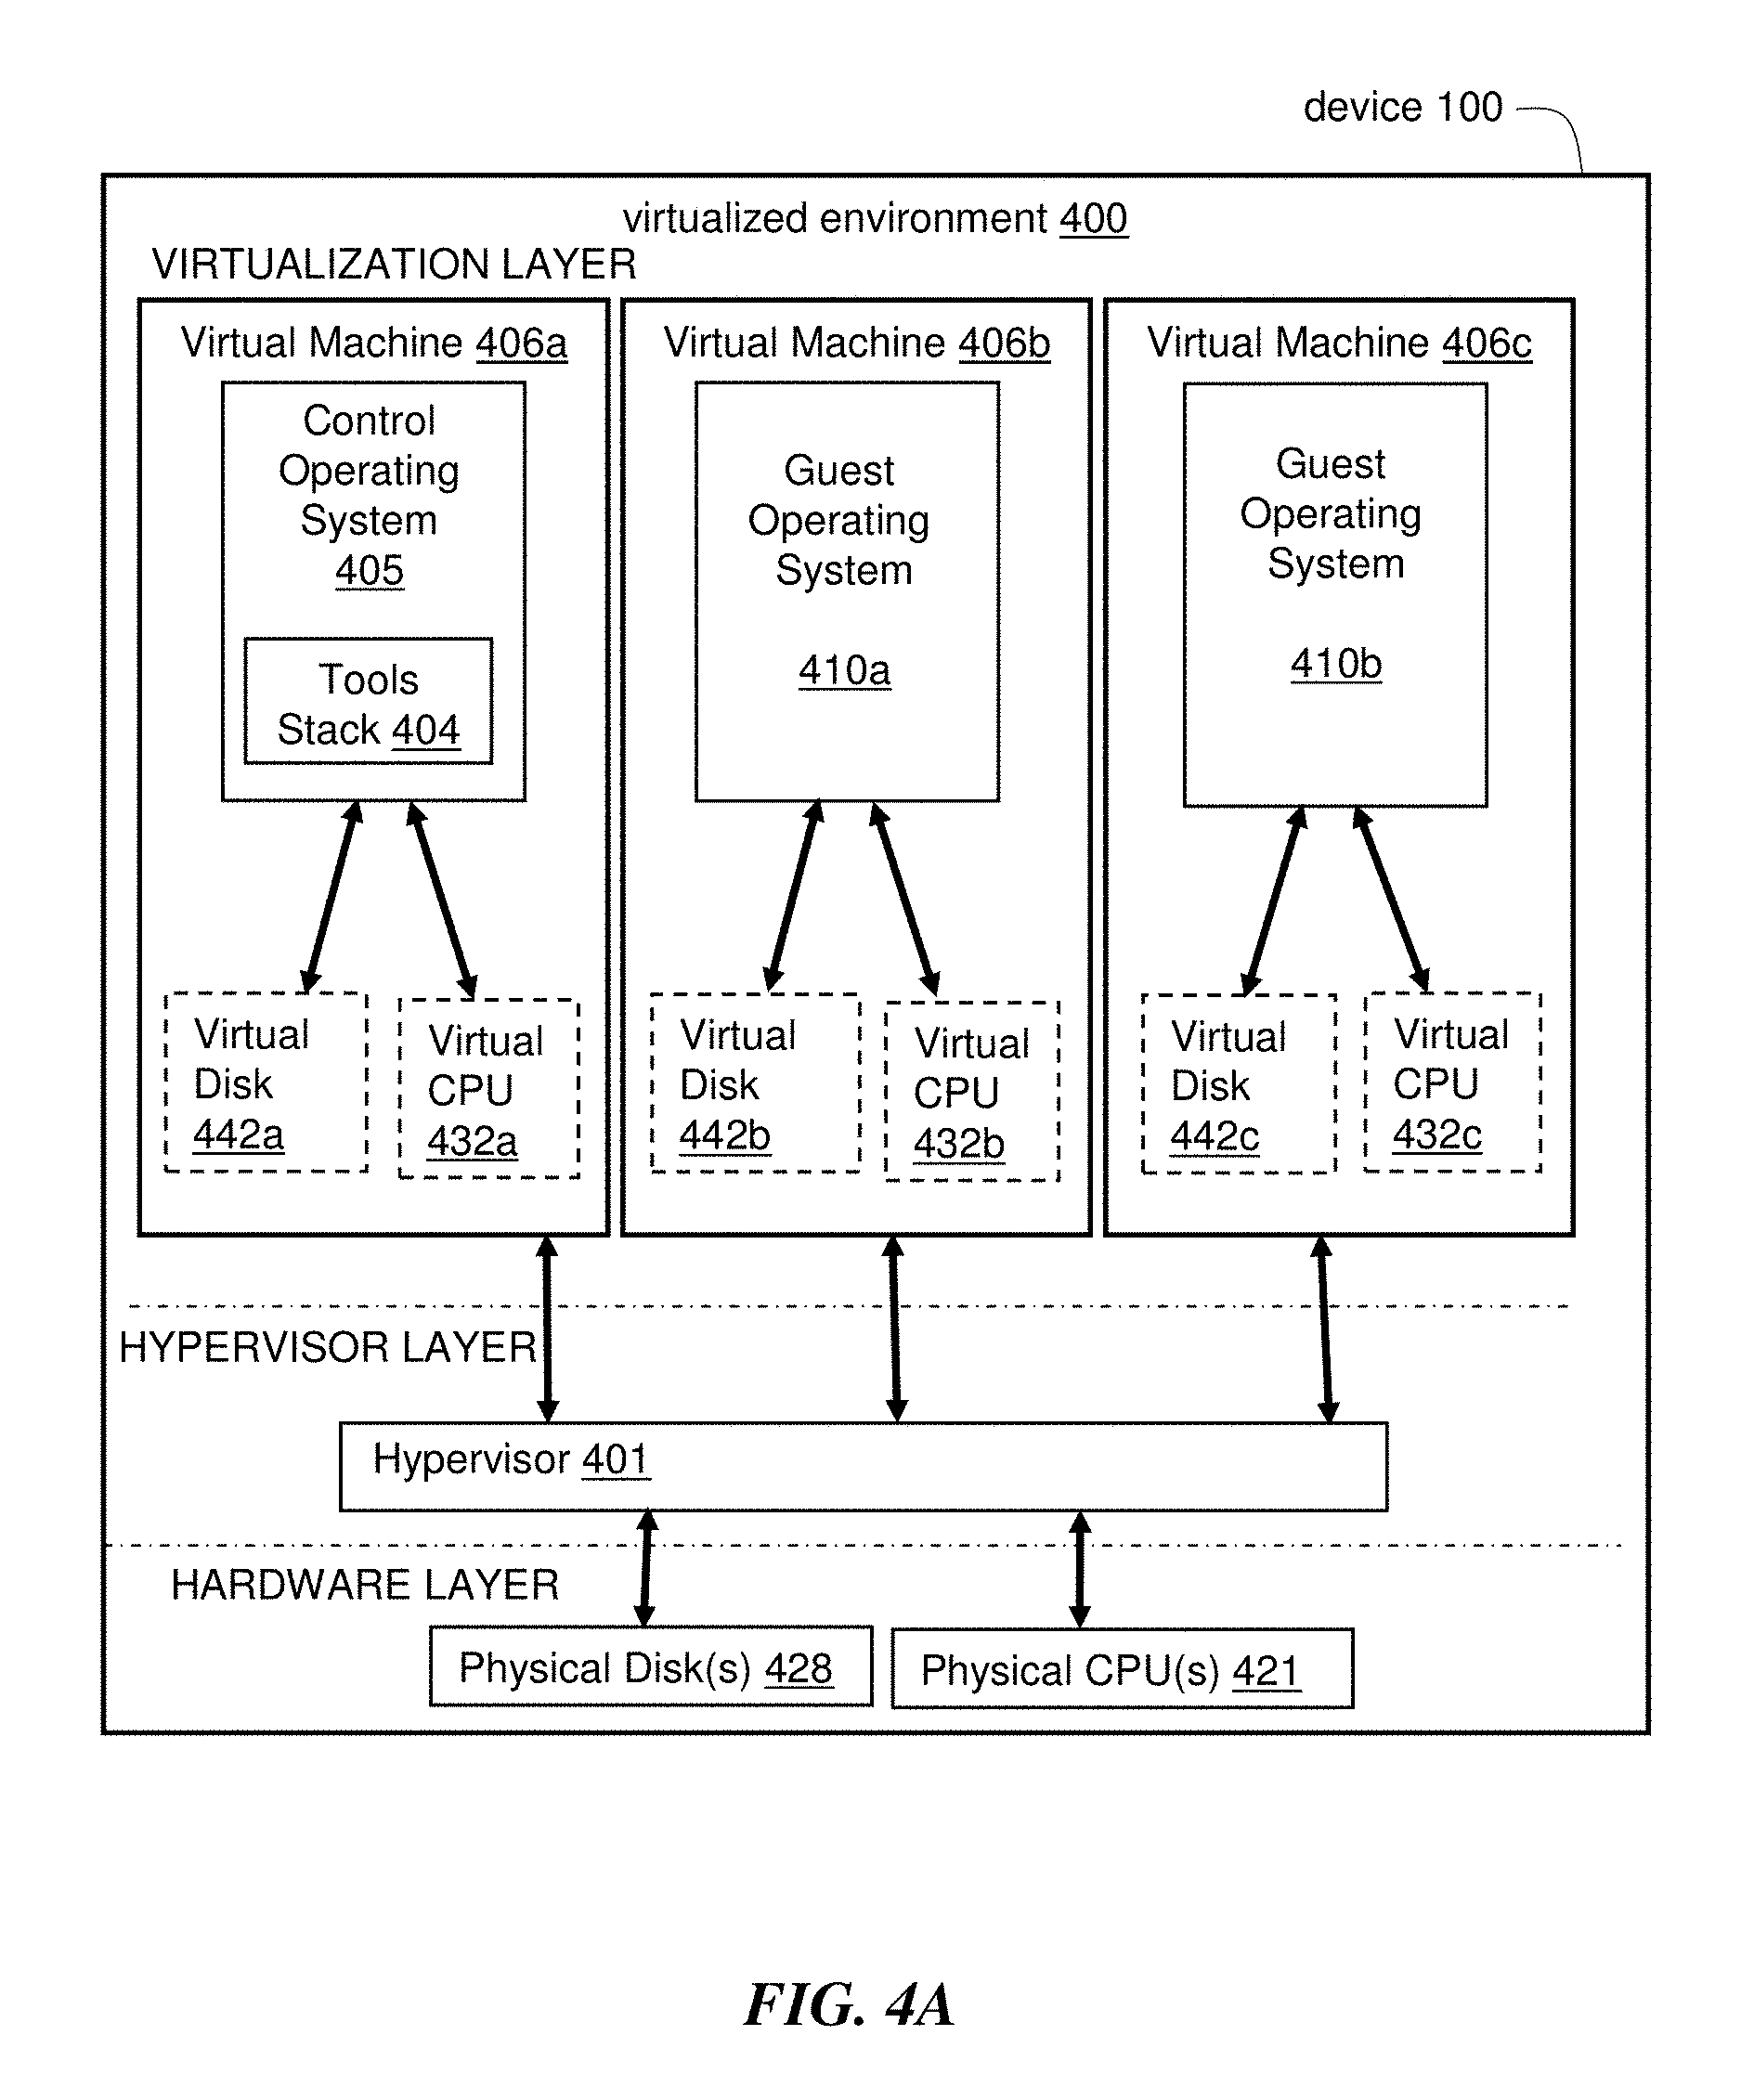 device 100
virtualized environment 400
VIRTUALIZATION LAYER
Virtual Machine 406a
Control
Operating
System
405
Tools
Stack 404
Virtual
Disk
442a
Virtual
CPU
432a
Virtual Machine 406b
Guest
Operating
System
410a
Virtual
Disk
442b
Virtual
CPU
432b
Virtual Machine 406c
Guest
Operating
System
410b
Virtual
Disk
442c
Virtual
CPU
432c
HYPERVISOR LAYER
Hypervisor 401
HARDWARE LAYER
Physical Disk(s) 428
Physical CPU(s) 421
FIG. 4A